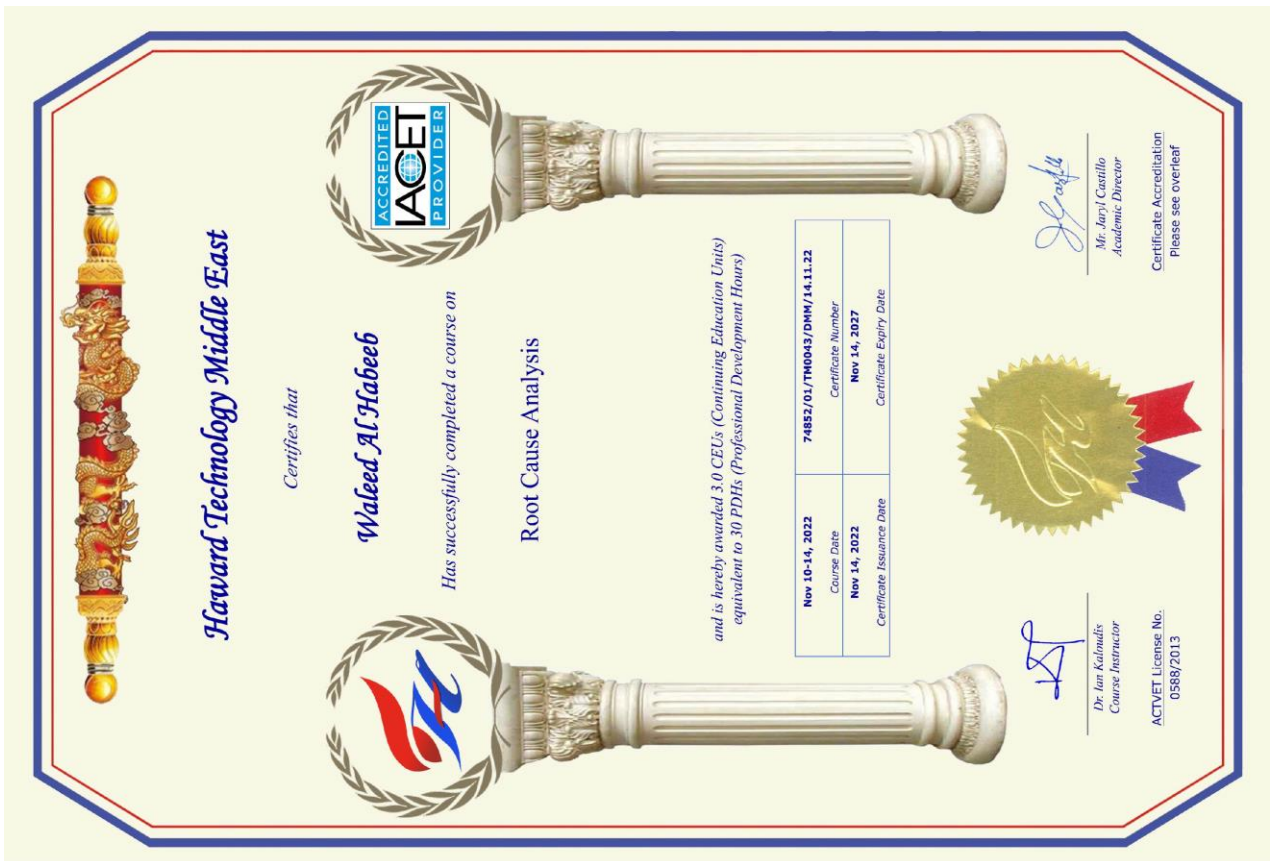 Haward Technology Middle East
Certifies that
ACCREDITED
IACET
PROVIDER
Waleed Al Habeeb
Has successfully completed a course on
Root Cause Analysis
and is hereby awarded 3.0 CEUs (Continuing Education Units)
equivalent to 30 PDHs (Professional Development Hours)
Nov 10-14, 2022 74852/01/TM0043/DMM/14.11.22
Course Date Certificate Number
Nov 14, 2022 Nov 14, 2027
Certificate Issuance Date Certificate Expiry Date
Dr. Ian Kaloudis Mr. Jaryl Castillo
Course Instructor Academic Director
ACTVET License No. Certificate Accreditation
0588/2013 Please see overleaf